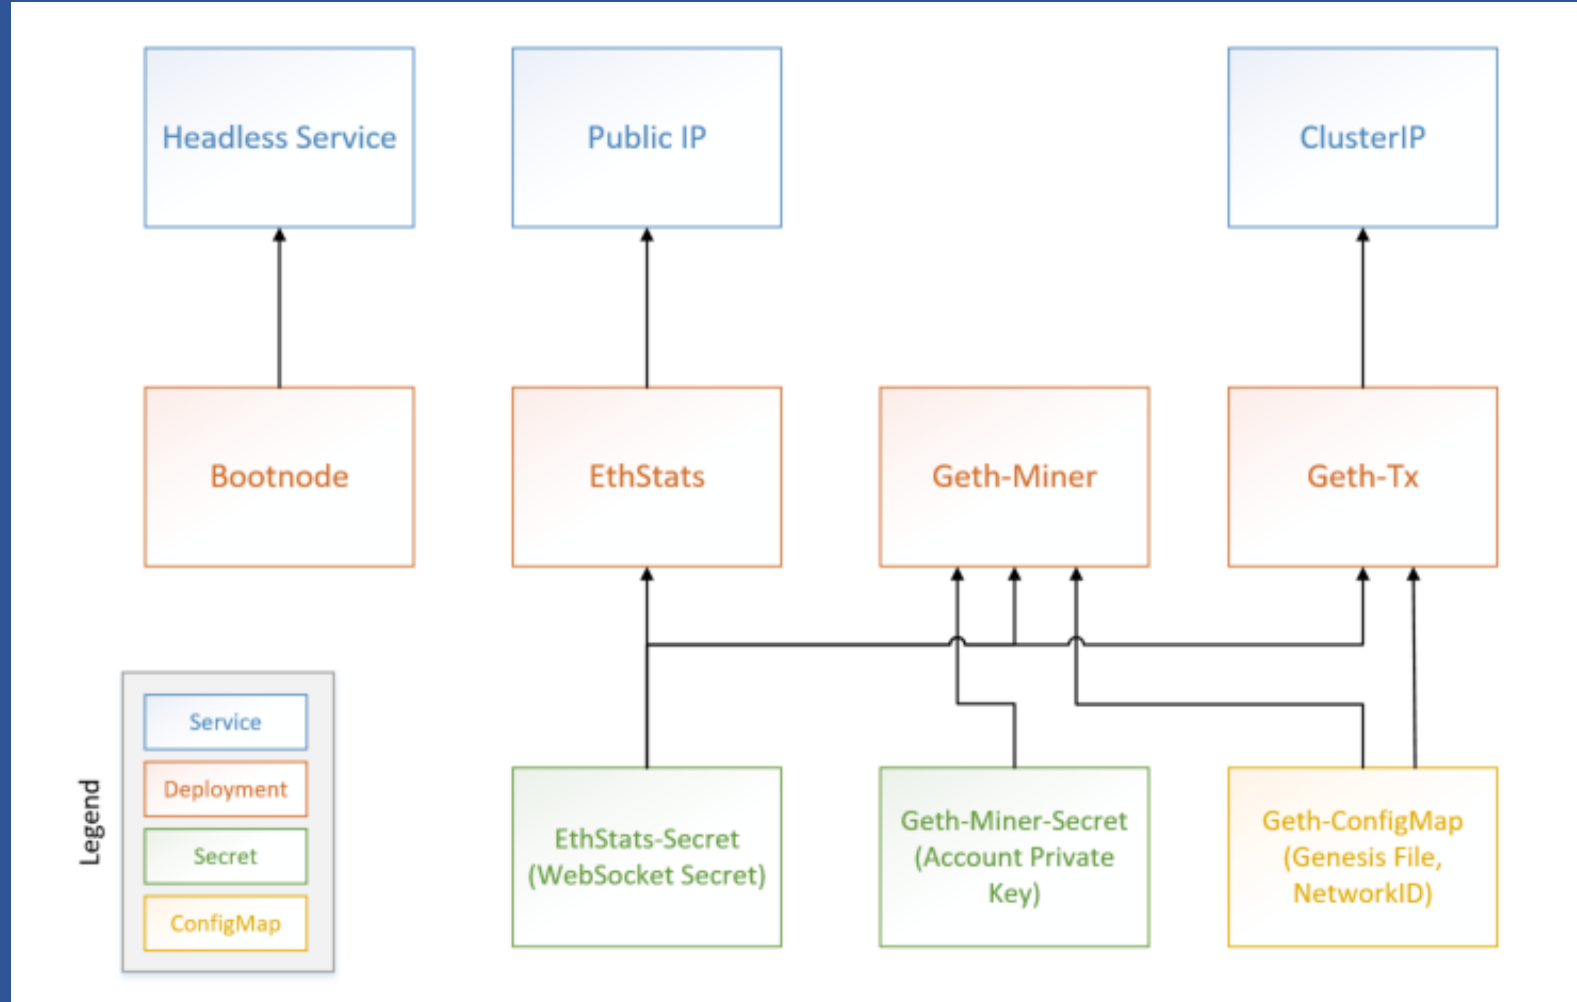 Headless Service
Public IP
ClusterIP
Bootnode
EthStats
Geth-Miner
Geth-Tx
Legend
Service
Deployment
Secret
ConfigMap
EthStats-Secret
(WebSocket Secret)
Geth-Miner-Secret
(Account Private
Key)
Geth-ConfigMap
(Genesis File,
NetworkID)